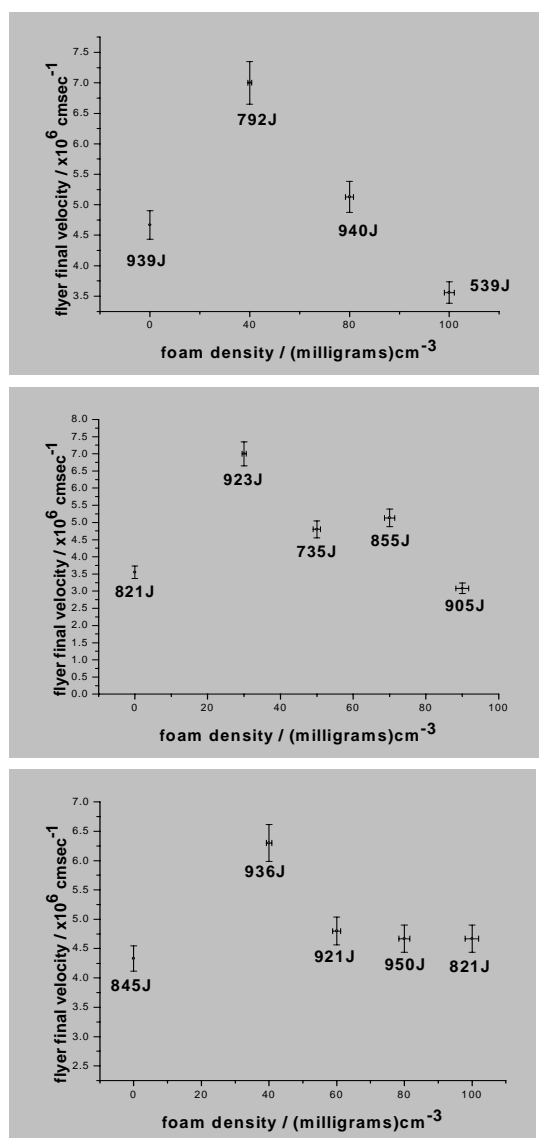 flyer final velocity / x10⁶ cmsec⁻¹
7.5
7.0
6.5
6.0
5.5
5.0
4.5
4.0
3.5
792J
939J
940J
539J
0 40 80 100
foam density / (milligrams)cm⁻³
flyer final velocity / x10⁶ cmsec⁻¹
8.0
7.5
7.0
6.5
6.0
5.5
5.0
4.5
4.0
3.5
3.0
2.5
2.0
1.5
1.0
0.5
0.0
923J
735J
855J
821J
905J
0 20 40 60 80 100
foam density / (milligrams)cm⁻³
flyer final velocity / x10⁶ cmsec⁻¹
7.0
6.5
6.0
5.5
5.0
4.5
4.0
3.5
3.0
2.5
936J
921J
950J
821J
845J
0 20 40 60 80 100
foam density / (milligrams)cm⁻³